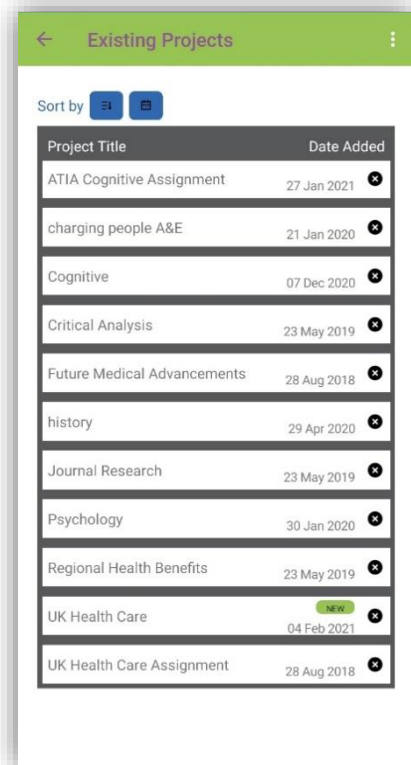 Existing Projects
Sort by
Project Title Date Added
ATIA Cognitive Assignment 27 Jan 2021
charging people A&E 21 Jan 2020
Cognitive 07 Dec 2020
Critical Analysis 23 May 2019
Future Medical Advancements 28 Aug 2018
history 29 Apr 2020
Journal Research 23 May 2019
Psychology 30 Jan 2020
Regional Health Benefits 23 May 2019
NEW
UK Health Care 04 Feb 2021
UK Health Care Assignment 28 Aug 2018